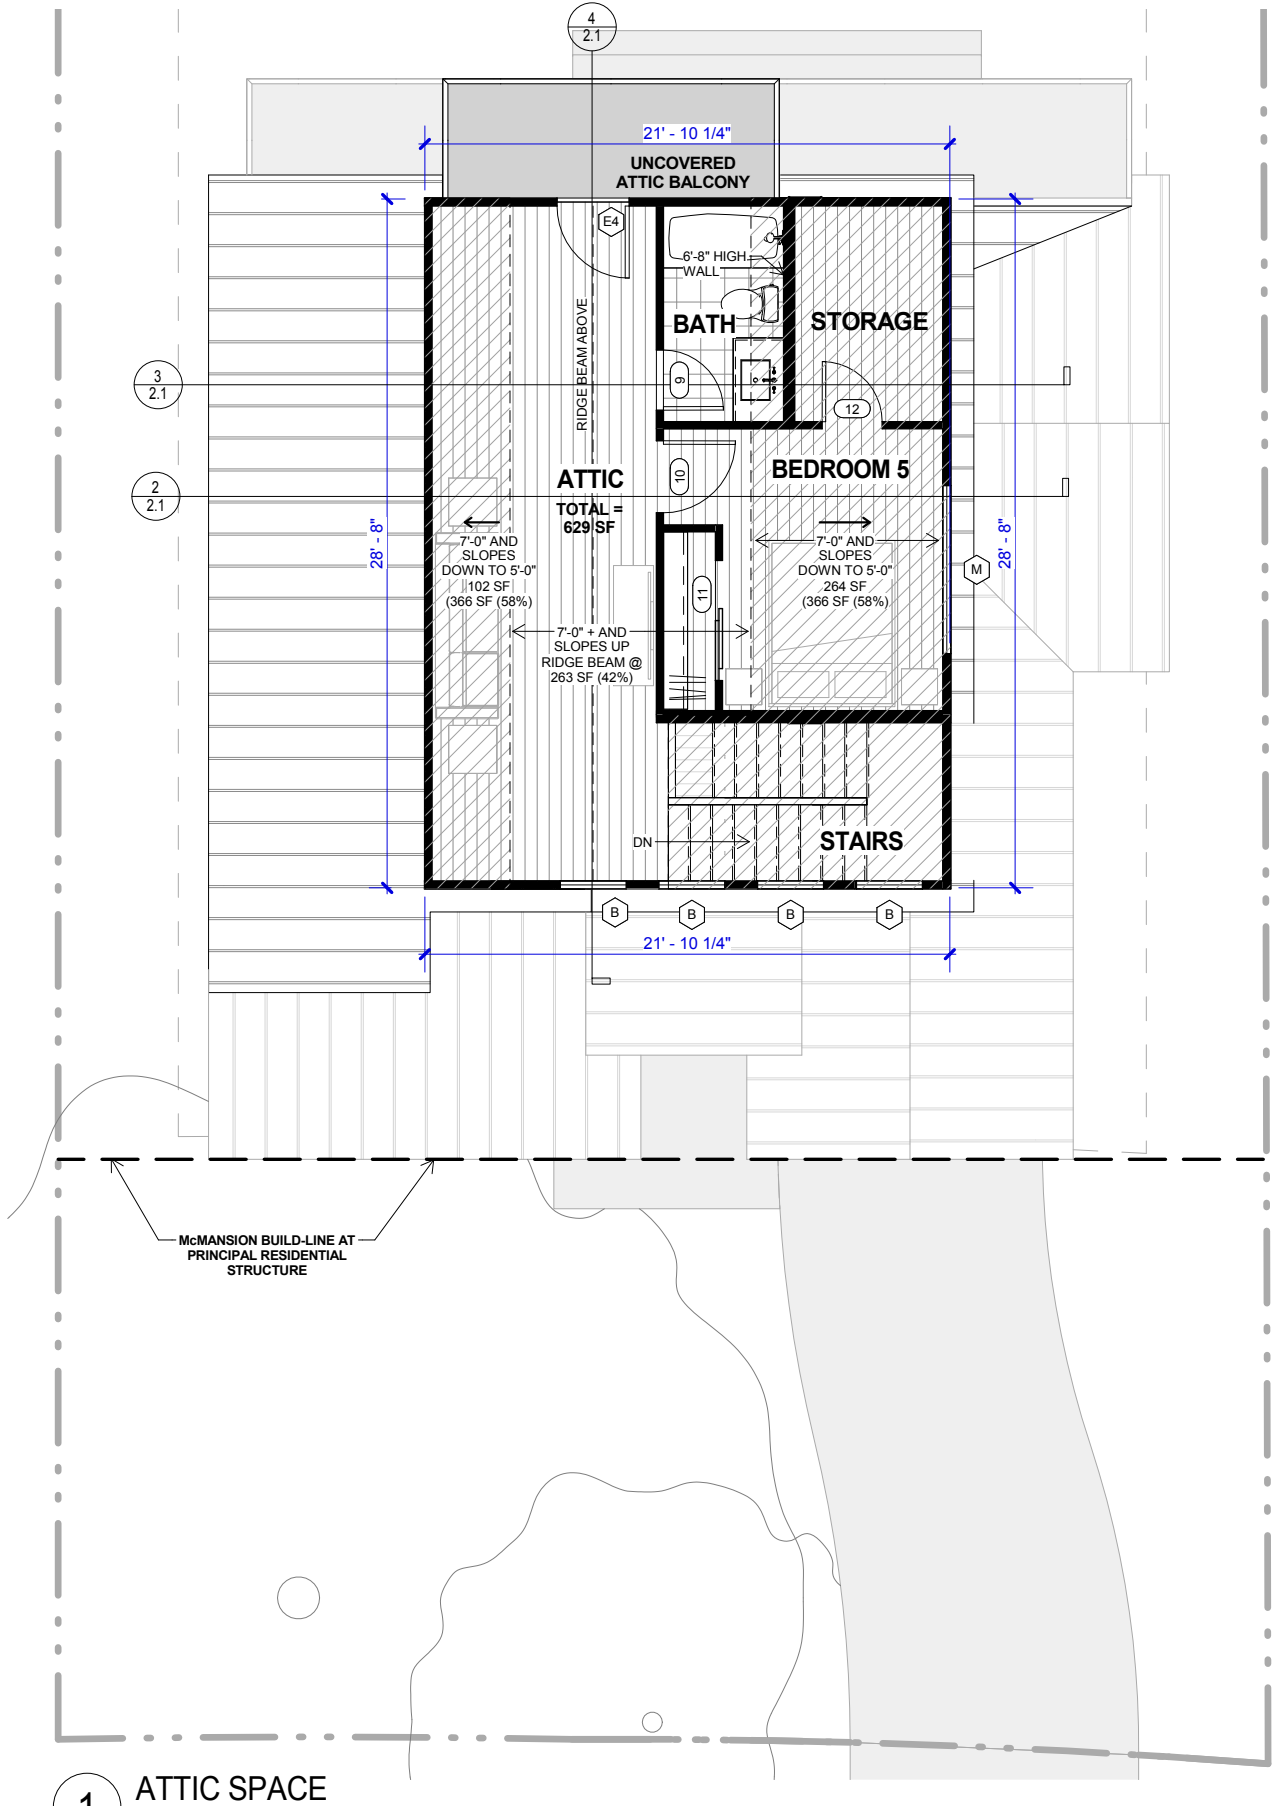 4
2.1
21' - 10 1/4"
UNCOVERED
ATTIC BALCONY
E4
6'-8" HIGH
WALL
RIDGE BEAM ABOVE
BATH
STORAGE
3
2.1
9
12
2
2.1
ATTIC
TOTAL =
629 SF
10
BEDROOM 5
28' - 8"
7'-0" AND
SLOPES
DOWN TO 5'-0"
102 SF
(366 SF (58%)
7'-0" AND
SLOPES
DOWN TO 5'-0"
264 SF
(366 SF (58%)
28' - 8"
M
11
7'-0" + AND
SLOPES UP
RIDGE BEAM @
263 SF (42%)
DN
STAIRS
B
B
B
B
21' - 10 1/4"
McMANSION BUILD-LINE AT
PRINCIPAL RESIDENTIAL
STRUCTURE
1
ATTIC SPACE